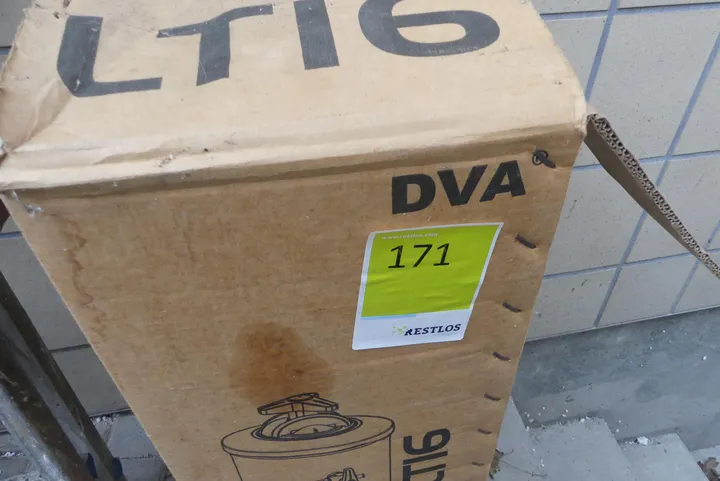 LT16
DVA
171
RESTLOS
LT16